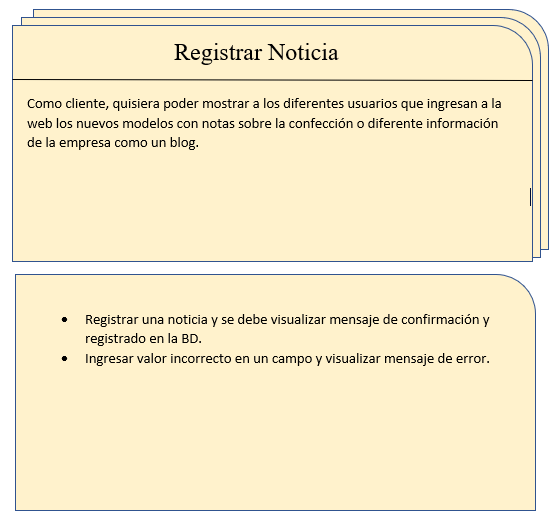 Registrar Noticia
Como cliente, quisiera poder mostrar a los diferentes usuarios que ingresan a la
web los nuevos modelos con notas sobre la confección o diferente información
de la empresa como un blog.
• Registrar una noticia y se debe visualizar mensaje de confirmación y
registrado en la BD.
• Ingresar valor incorrecto en un campo y visualizar mensaje de error.